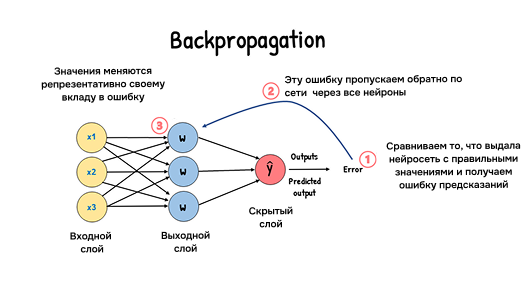 Backpropagation
Значения меняются
репрезентативно своему
вкладу в ошибку
2
Эту ошибку пропускаем обратно по
сети через все нейроны
3
x1
x2
x3
w
w
w
Ŷ
Outputs
Predicted
output
Error
1
Сравниваем то, что выдала
нейросеть с правильными
значениями и получаем
ошибку предсказаний
Входной
слой
Выходной
слой
Скрытый
слой